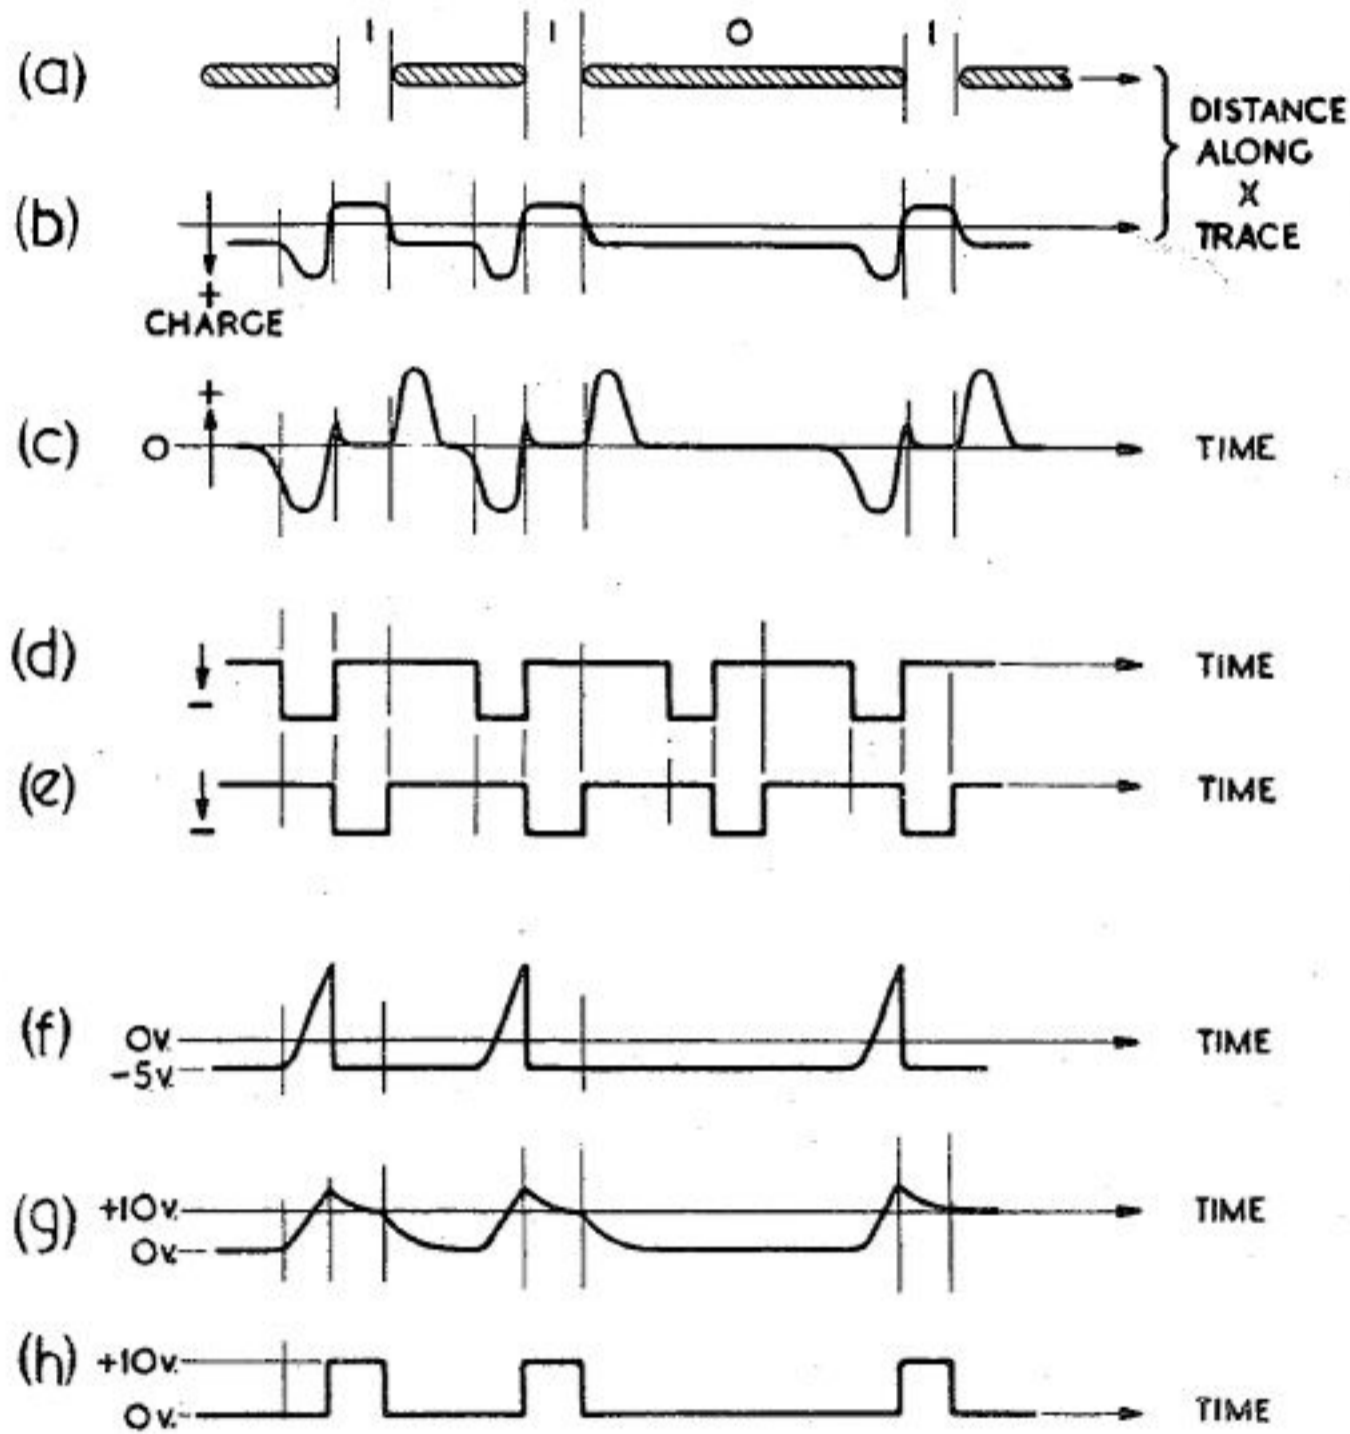 1 1 0 1
(a)
DISTANCE
ALONG
X
TRACE
(b)
+
CHARGE
(c) + 0 TIME
(d) - TIME
(e) - TIME
(f) 0v. TIME
-5v.
(g) +10v. TIME
0v.
(h) +10v.
0v. TIME